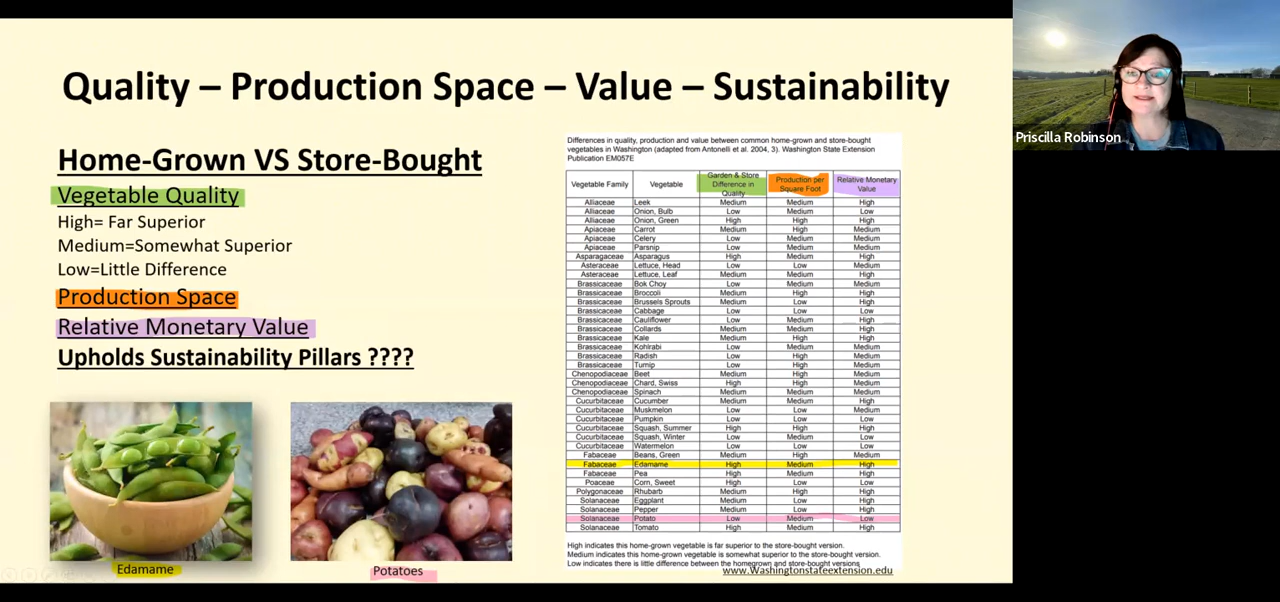 Quality – Production Space – Value – Sustainability
Home-Grown VS Store-Bought
Vegetable Quality
High= Far Superior
Medium=Somewhat Superior
Low=Little Difference
Production Space
Relative Monetary Value
Upholds Sustainability Pillars ????
Edamame
Potatoes
Differences in quality, production and value between common home-grown and store-bought
vegetables in Washington (adapted from Antonelli et al. 2004, 3). Washington State Extension
Publication EM057E
Vegetable Family Vegetable Garden & Store Difference in Quality Production per Square Foot Relative Monetary Value
Alliaceae Leek Medium Medium High
Alliaceae Onion, Bulb Low Medium Low
Alliaceae Onion, Green High High High
Apiaceae Carrot Medium High Medium
Apiaceae Celery Low Medium Medium
Apiaceae Parsnip Low Medium Medium
Asparagaceae Asparagus High Medium High
Asteraceae Lettuce, Head Low Low Medium
Asteraceae Lettuce, Leaf Medium Medium High
Brassicaceae Bok Choy Low Medium Medium
Brassicaceae Broccoli Medium High High
Brassicaceae Brussels Sprouts Medium Low High
Brassicaceae Cabbage Low Low Low
Brassicaceae Cauliflower Low Medium High
Brassicaceae Collards Medium Medium High
Brassicaceae Kale Medium High High
Brassicaceae Kohlrabi Low Medium Medium
Brassicaceae Radish Low High Medium
Brassicaceae Turnip Low High Medium
Chenopodiaceae Beet Medium High Medium
Chenopodiaceae Chard, Swiss High High Medium
Chenopodiaceae Spinach Medium Medium Medium
Cucurbitaceae Cucumber Medium Medium High
Cucurbitaceae Muskmelon Low Low Medium
Cucurbitaceae Pumpkin Low Low Low
Cucurbitaceae Squash, Summer High High High
Cucurbitaceae Squash, Winter Low Medium Low
Cucurbitaceae Watermelon Low Low Low
Fabaceae Beans, Green Medium High Medium
Fabaceae Edamame High Medium High
Fabaceae Pea High Medium High
Poaceae Corn, Sweet High Low Low
Polygonaceae Rhubarb Medium High High
Solanaceae Eggplant Medium Low High
Solanaceae Pepper Medium Low High
Solanaceae Potato Low Medium Low
Solanaceae Tomato High Medium High
High indicates this home-grown vegetable is far superior to the store-bought version.
Medium indicates this home-grown vegetable is somewhat superior to the store-bought version.
Low indicates there is little difference between the homegrown and store-bought versions
www.Washingtonstateextension.edu
Priscilla Robinson